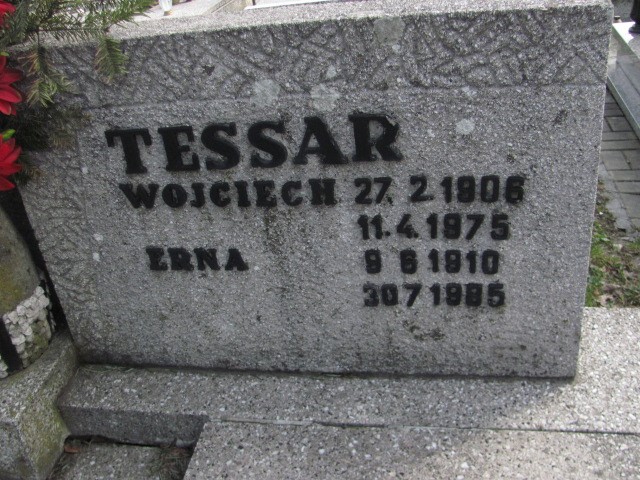 TESSAR
WOJCIECH 27. 2. 1906
11. 4. 1975
ERNA 9 6 1910
30 7 1985